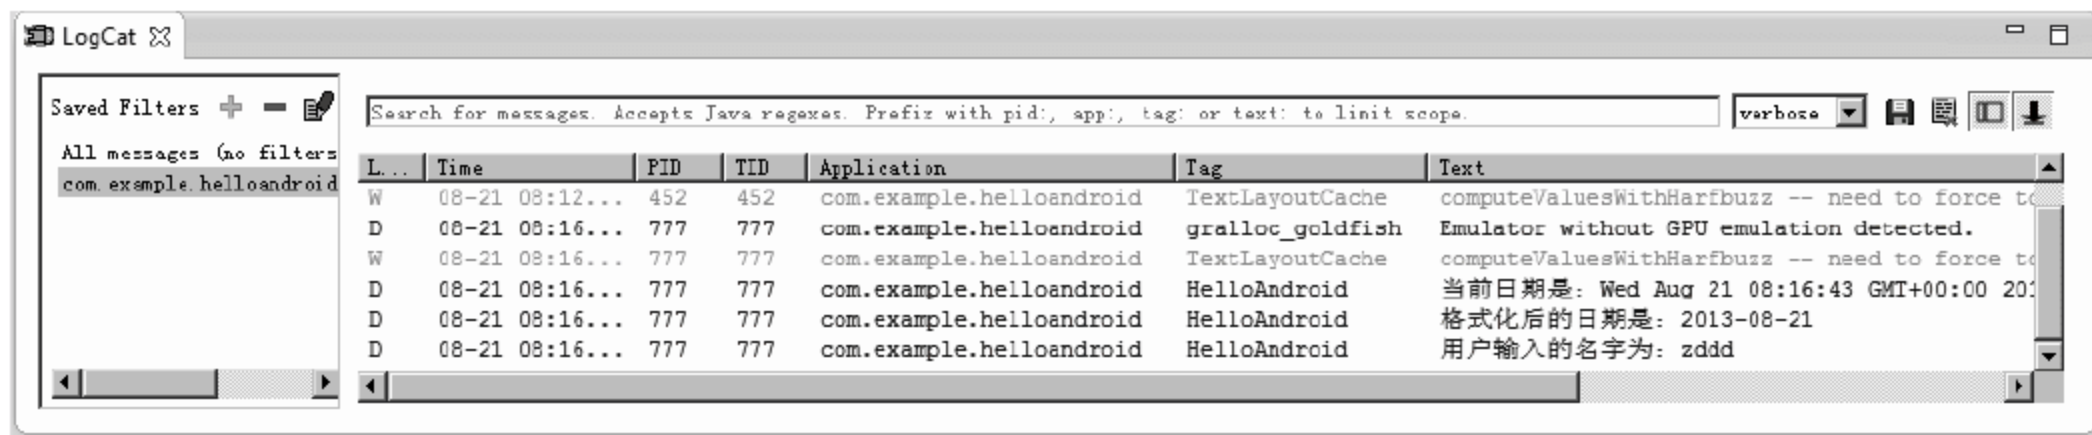 LogCat
Saved Filters
Search for messages. Accepts Java regexes. Prefix with pid:, app:, tag: or text: to limit scope.
verbose
All messages (no filters
com.example.helloandroid
L... Time PID TID Application Tag Text
W 08-21 08:12... 452 452 com.example.helloandroid TextLayoutCache computeValuesWithHarfbuzz -- need to force to
D 08-21 08:16... 777 777 com.example.helloandroid gralloc_goldfish Emulator without GPU emulation detected.
W 08-21 08:16... 777 777 com.example.helloandroid TextLayoutCache computeValuesWithHarfbuzz -- need to force to
D 08-21 08:16... 777 777 com.example.helloandroid HelloAndroid 当前日期是: Wed Aug 21 08:16:43 GMT+00:00 201
D 08-21 08:16... 777 777 com.example.helloandroid HelloAndroid 格式化后的日期是: 2013-08-21
D 08-21 08:16... 777 777 com.example.helloandroid HelloAndroid 用户输入的名字为: zddd